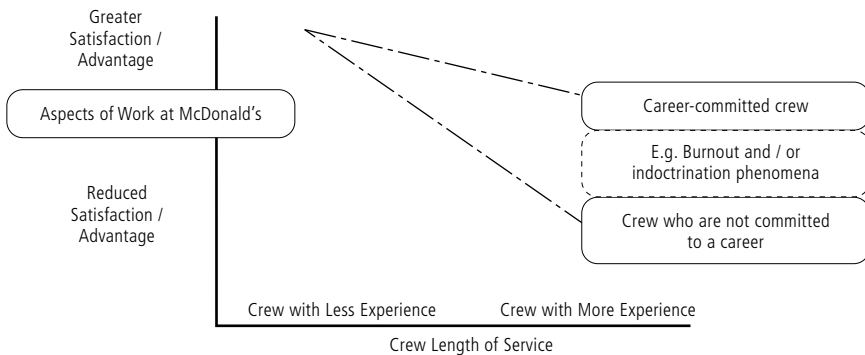 Greater
Satisfaction /
Advantage
Aspects of Work at McDonald's
Reduced
Satisfaction /
Advantage
Career-committed crew
E.g. Burnout and / or
indoctrination phenomena
Crew who are not committed
to a career
Crew with Less Experience
Crew with More Experience
Crew Length of Service